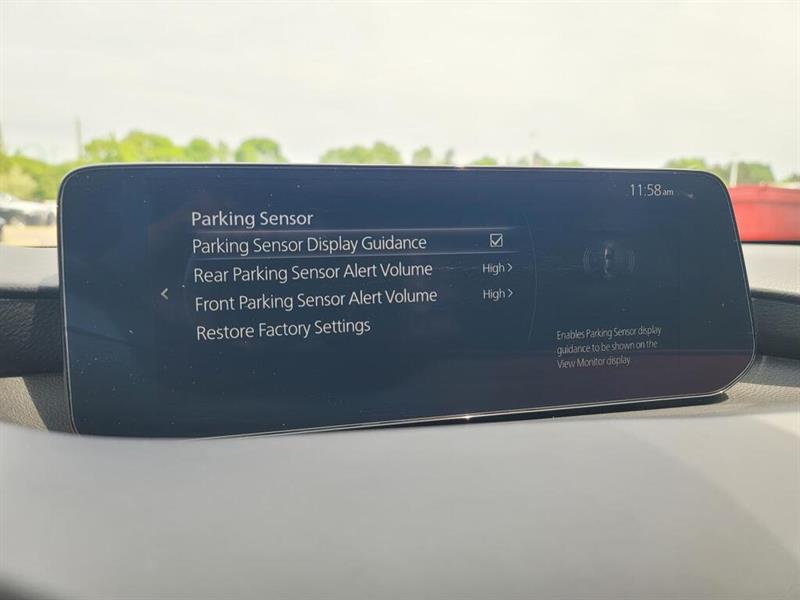 11:58am
Parking Sensor
Parking Sensor Display Guidance
Rear Parking Sensor Alert Volume High
Front Parking Sensor Alert Volume High
Restore Factory Settings
Enables Parking Sensor display
guidance to be shown on the
View Monitor display